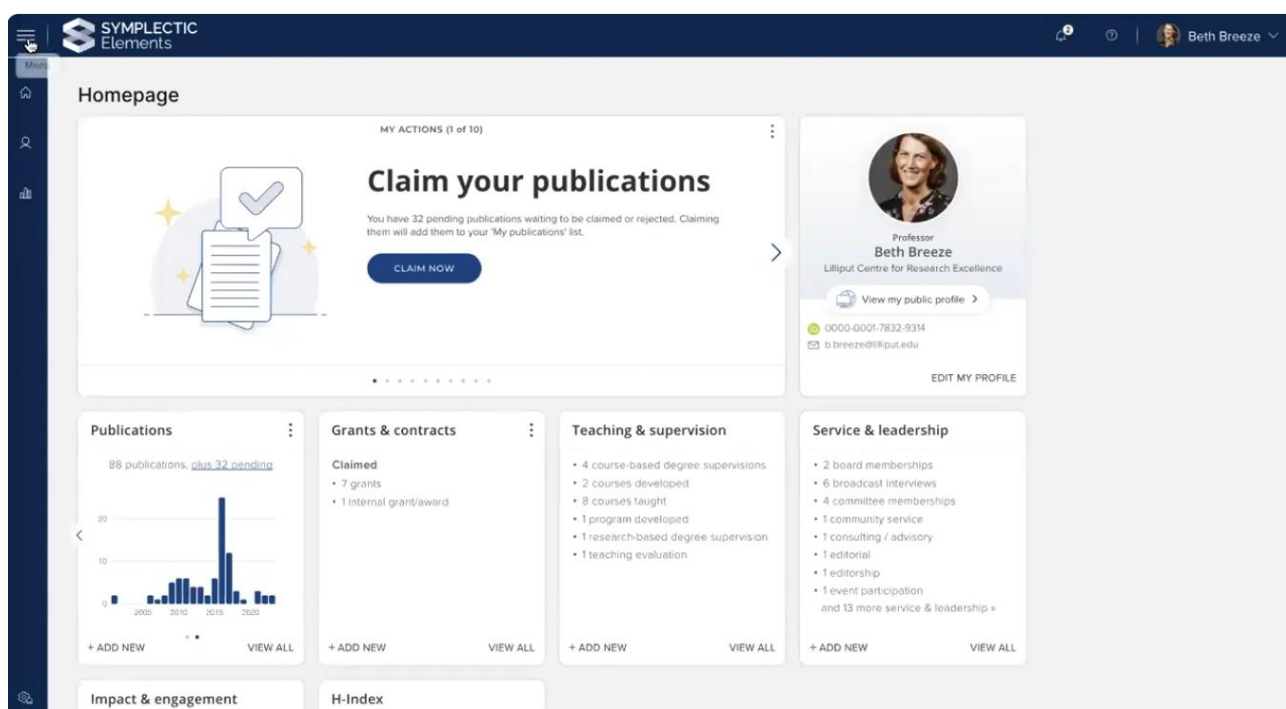 SYMPLECTIC
Elements
2
Beth Breeze
Menu
Homepage
MY ACTIONS (1 of 10)
Claim your publications
You have 32 pending publications waiting to be claimed or rejected. Claiming
them will add them to your 'My publications' list.
CLAIM NOW
Professor
Beth Breeze
Lilliput Centre for Research Excellence
View my public profile
iD 0000-0001-7832-9314
b.breeze@lilliput.edu
EDIT MY PROFILE
Publications
88 publications, plus 32 pending
20
10
0
2005 2010 2015 2020
+ ADD NEW VIEW ALL
Grants & contracts
Claimed
• 7 grants
• 1 internal grant/award
+ ADD NEW VIEW ALL
Teaching & supervision
• 4 course-based degree supervisions
• 2 courses developed
• 8 courses taught
• 1 program developed
• 1 research-based degree supervision
• 1 teaching evaluation
+ ADD NEW VIEW ALL
Service & leadership
• 2 board memberships
• 6 broadcast interviews
• 4 committee memberships
• 1 community service
• 1 consulting / advisory
• 1 editorial
• 1 editorship
• 1 event participation
and 13 more service & leadership »
+ ADD NEW VIEW ALL
Impact & engagement
H-Index